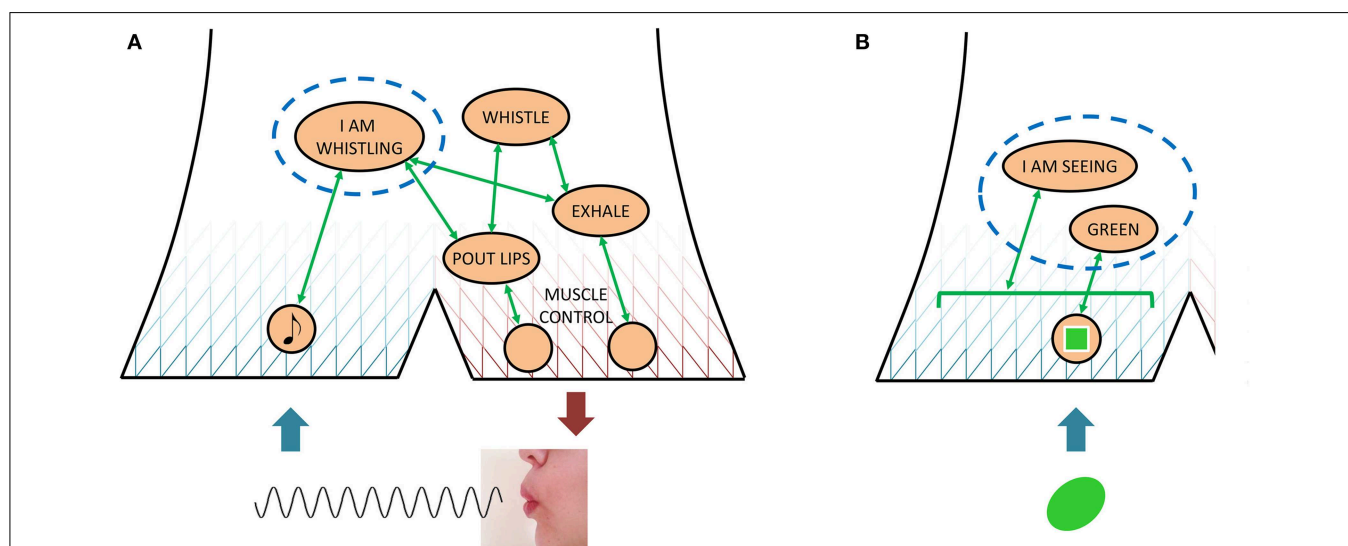 A
I AM
WHISTLING
WHISTLE
EXHALE
POUT LIPS
MUSCLE
CONTROL
B
I AM SEEING
GREEN